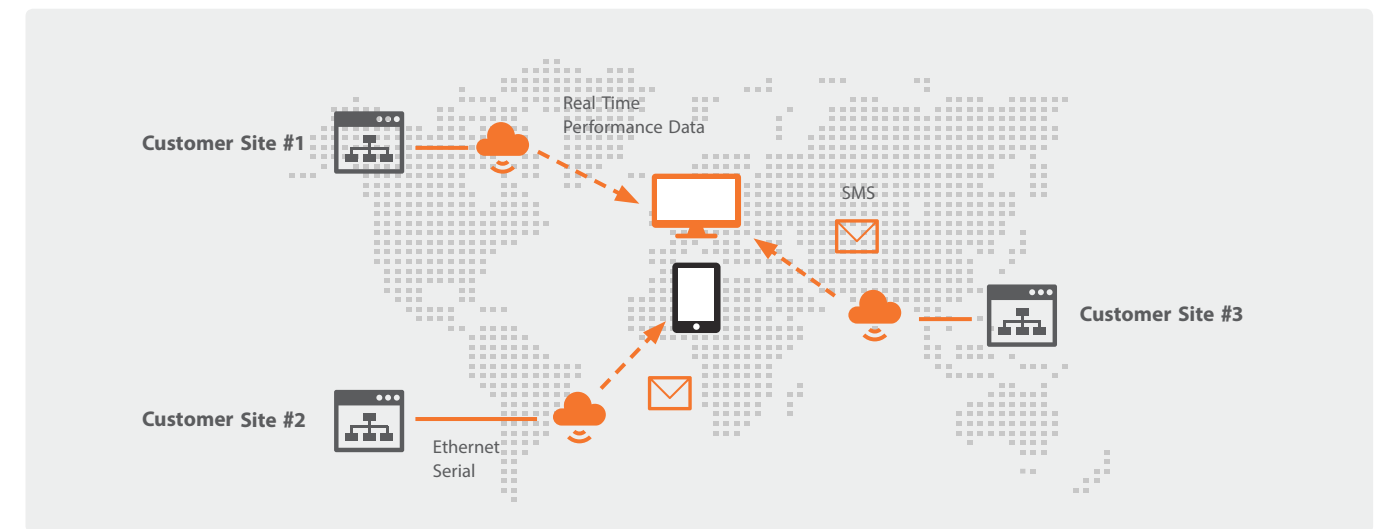 Real Time
Performance Data
Customer Site #1
SMS
Customer Site #3
Customer Site #2
Ethernet
Serial